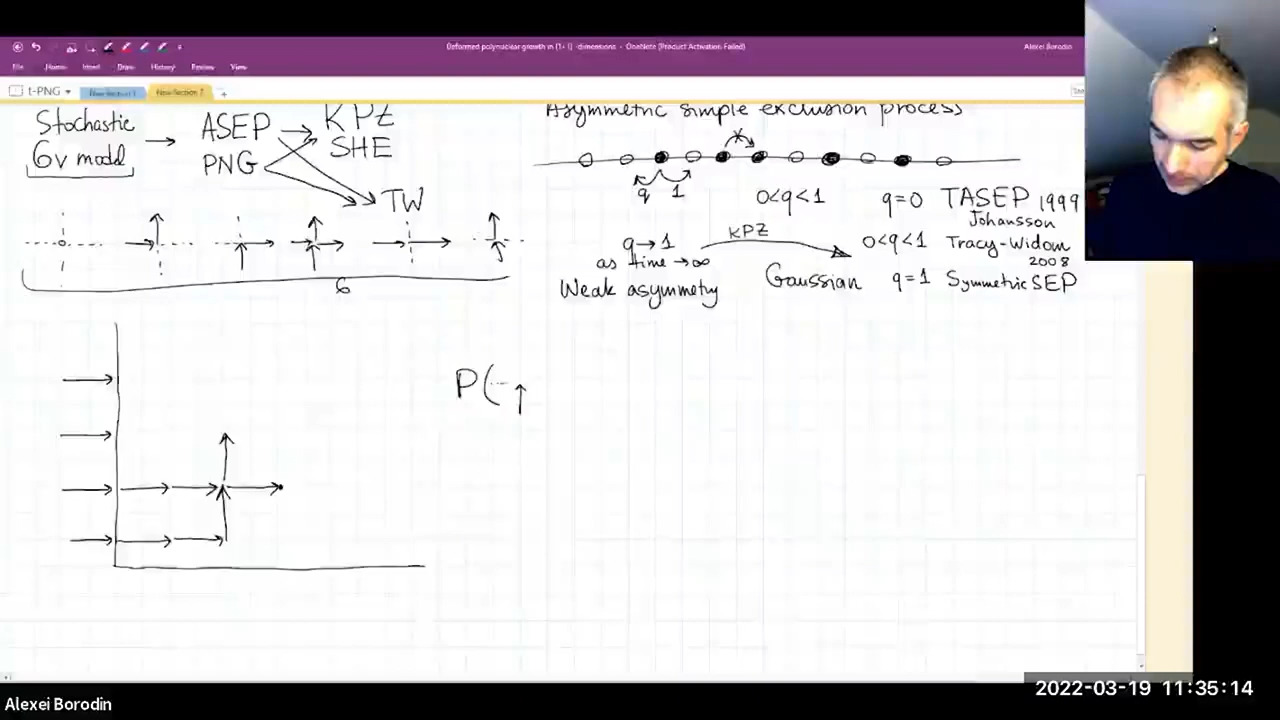 Deformed polynuclear growth in (1+1) -dimensions - OneNote (Product Activation Failed)
Alexei Borodin
File Home Insert Draw History Review View
t-PNG New Section 1 New Section 2 +
Stochastic
6v model
→ ASEP → KPZ
PNG SHE
TW
6
Asymmetric simple exclusion process
q 1
0<q<1 q=0 TASEP 1999
Johansson
q→1 KPZ 0<q<1 Tracy-Widom
as time →∞ 2008
Weak asymmetry Gaussian q=1 Symmetric SEP
P(
2022-03-19 11:35:14
Alexei Borodin